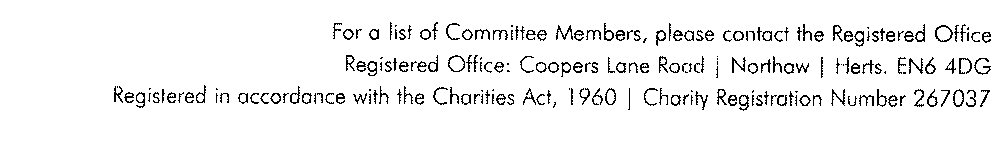 For a list of Committee Members, please contact the Registered Office
Registered Office: Coopers Lane Road | Northaw | Herts. EN6 4DG
Registered in accordance with the Charities Act, 1960 | Charity Registration Number 267037